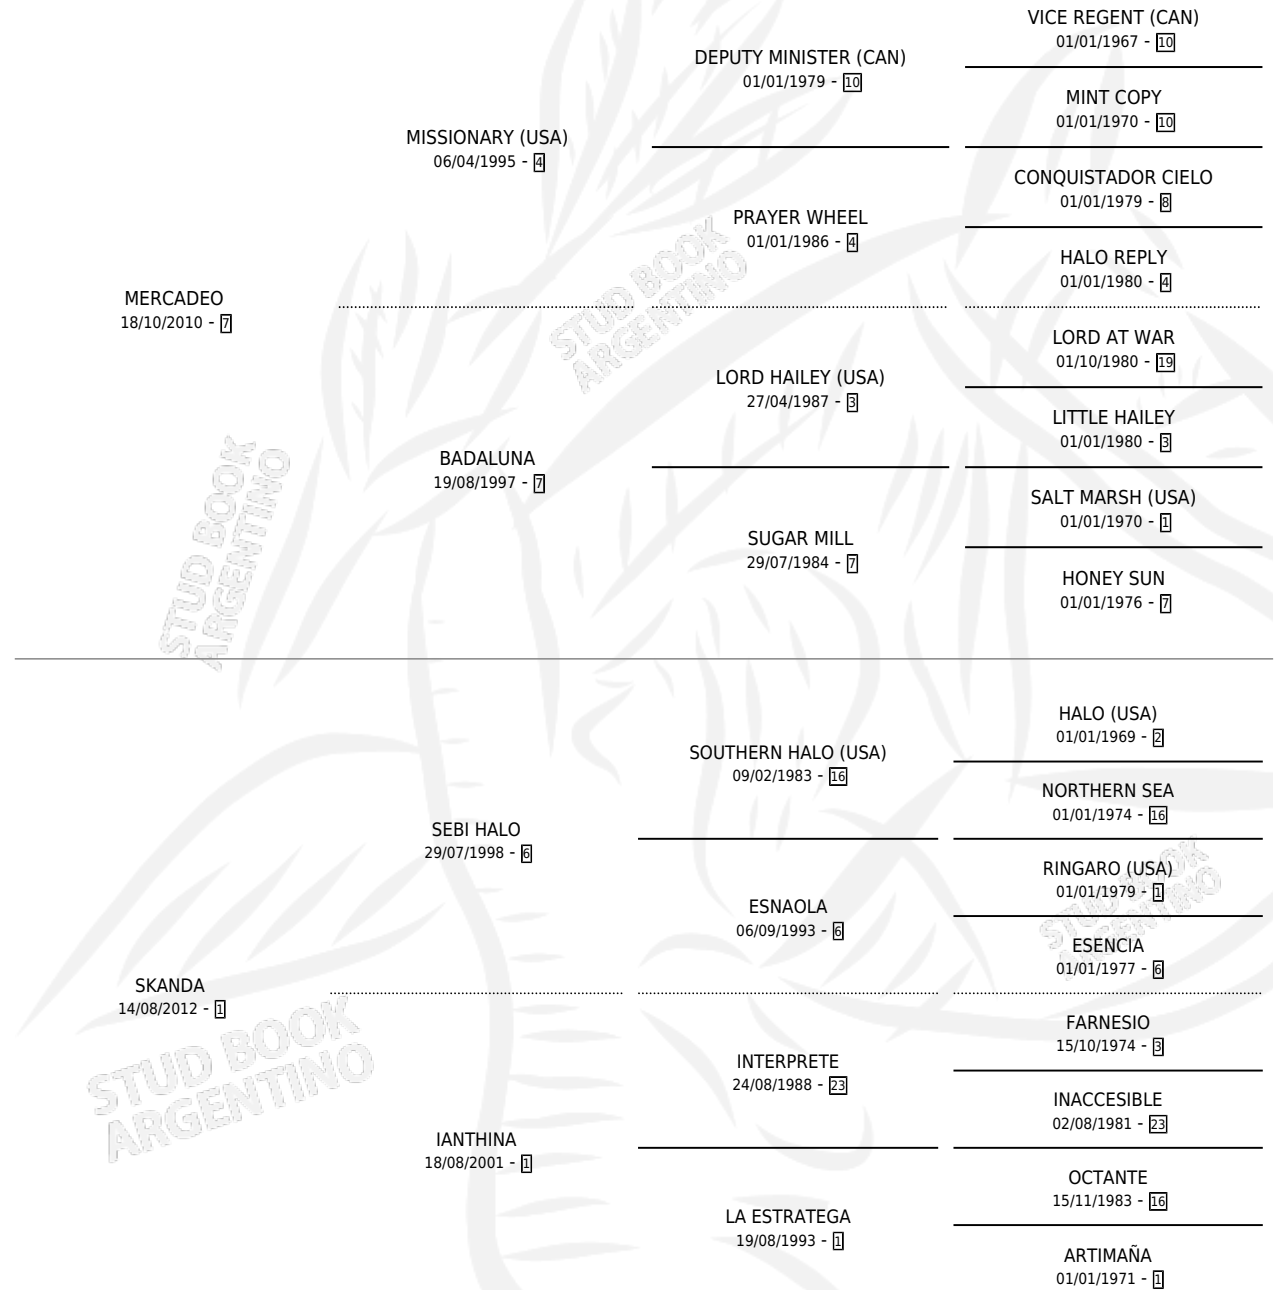 VICE REGENT (CAN)
01/01/1967 - 10
DEPUTY MINISTER (CAN)
01/01/1979 - 10
MINT COPY
01/01/1970 - 10
MISSIONARY (USA)
06/04/1995 - 4
CONQUISTADOR CIELO
01/01/1979 - 8
PRAYER WHEEL
01/01/1986 - 4
HALO REPLY
01/01/1980 - 4
MERCADEO
18/10/2010 - 7
LORD AT WAR
01/10/1980 - 19
LORD HAILEY (USA)
27/04/1987 - 3
LITTLE HAILEY
01/01/1980 - 3
BADALUNA
19/08/1997 - 7
SALT MARSH (USA)
01/01/1970 - 1
SUGAR MILL
29/07/1984 - 7
HONEY SUN
01/01/1976 - 7
HALO (USA)
01/01/1969 - 2
SOUTHERN HALO (USA)
09/02/1983 - 16
NORTHERN SEA
01/01/1974 - 16
SEBI HALO
29/07/1998 - 6
RINGARO (USA)
01/01/1979 - 1
ESNAOLA
06/09/1993 - 6
ESENCIA
01/01/1977 - 6
SKANDA
14/08/2012 - 1
FARNESIO
15/10/1974 - 3
INTERPRETE
24/08/1988 - 23
INACCESIBLE
02/08/1981 - 23
IANTHINA
18/08/2001 - 1
OCTANTE
15/11/1983 - 16
LA ESTRATEGA
19/08/1993 - 1
ARTIMAÑA
01/01/1971 - 1
STUD BOOK
ARGENTINO
STUD BOOK
ARGENTINO
STUD BOOK
ARGENTINO
STUD BOOK
ARGENTINO